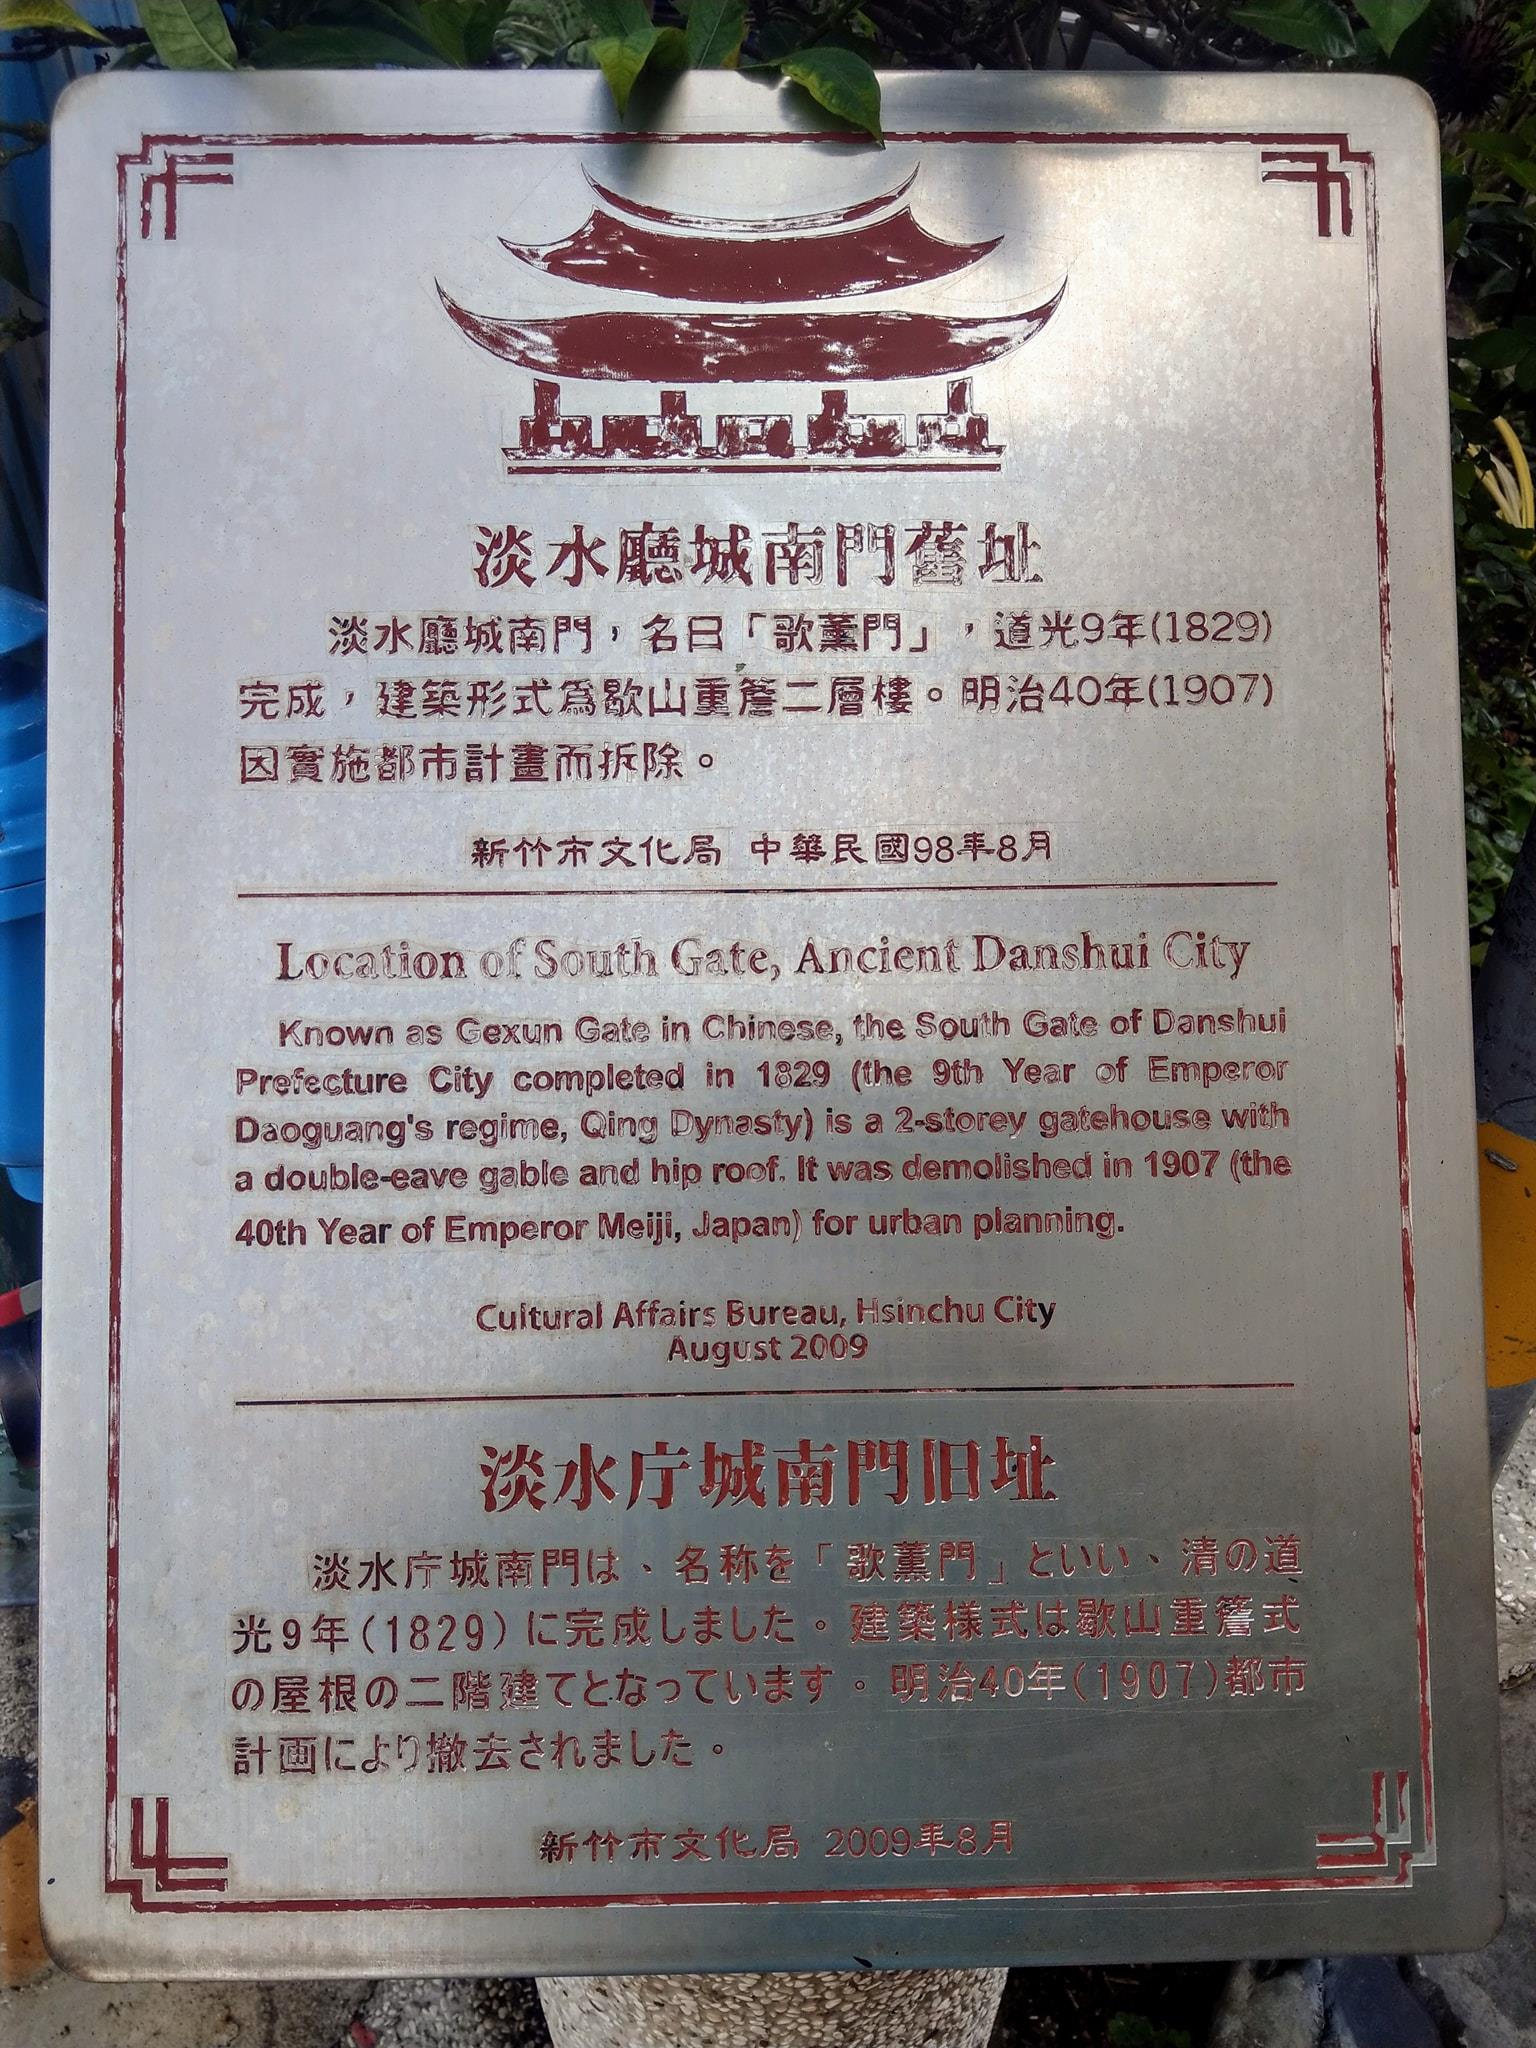 淡水廳城南門舊址
淡水廳城南門，名曰「歌薰門」，道光9年(1829)
完成，建築形式為歇山重簷二層樓。明治40年(1907)
因實施都市計畫而拆除。
新竹市文化局 中華民國98年8月
Location of South Gate, Ancient Danshui City
Known as Gexun Gate in Chinese, the South Gate of Danshui
Prefecture City completed in 1829 (the 9th Year of Emperor
Daoguang's regime, Qing Dynasty) is a 2-storey gatehouse with
a double-eave gable and hip roof. It was demolished in 1907 (the
40th Year of Emperor Meiji, Japan) for urban planning.
Cultural Affairs Bureau, Hsinchu City
August 2009
淡水庁城南門旧址
淡水庁城南門は、名称を「歌薰門」といい、清の道
光9年(1829)に完成しました。建築様式は歇山重簷式
の屋根の二階建てとなっています。明治40年(1907)都市
計画により撤去されました。
新竹市文化局 2009年8月